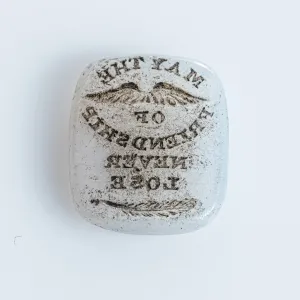 MAY THE
OF
FRIENDSHIP
NEVER
LOSE